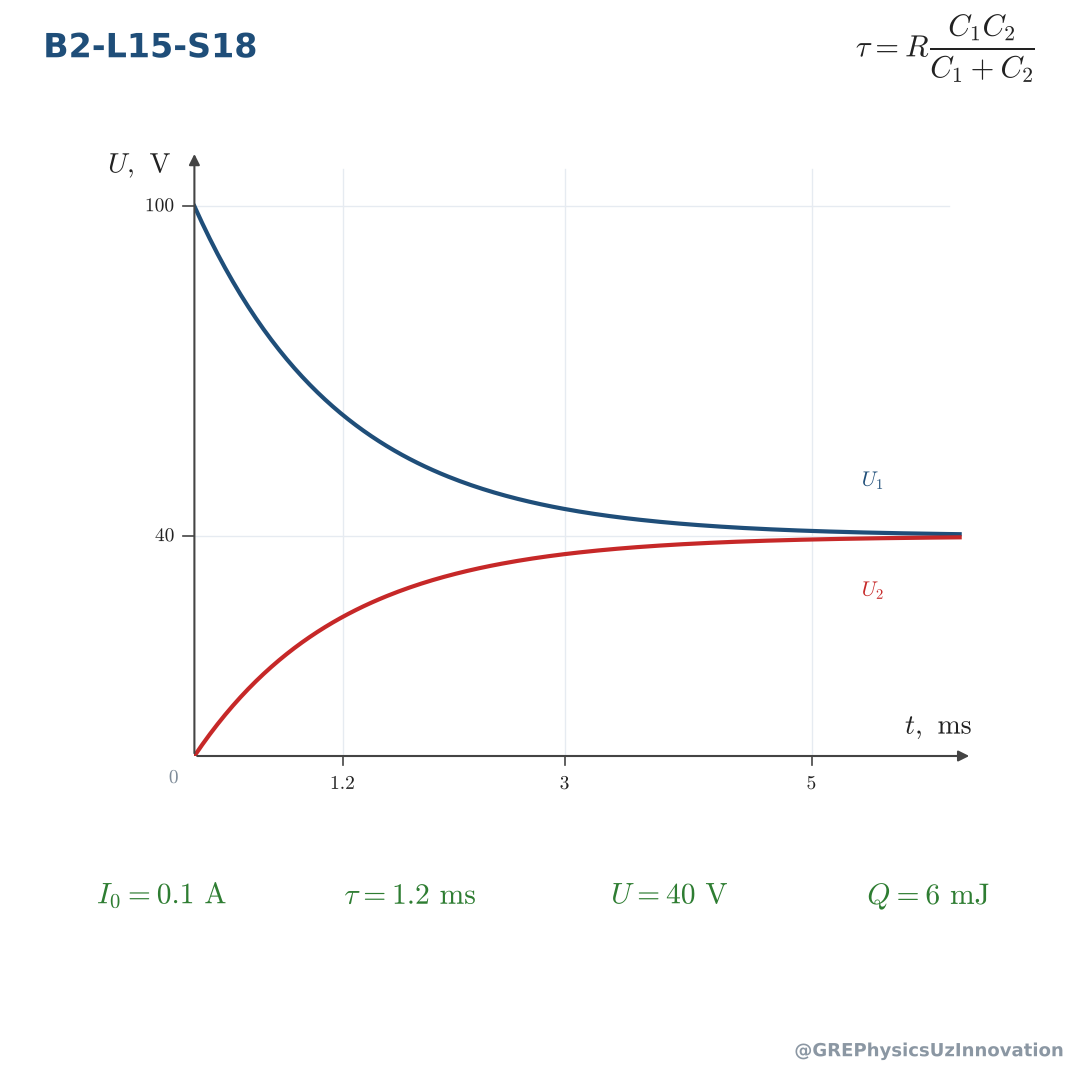 B2-L15-S18
τ = R C₁C₂ / (C₁ + C₂)
U, V
100
40
U₁
U₂
t, ms
0
1.2 3 5
I₀ = 0.1 A τ = 1.2 ms U = 40 V Q = 6 mJ
@GREPhysicsUzInnovation